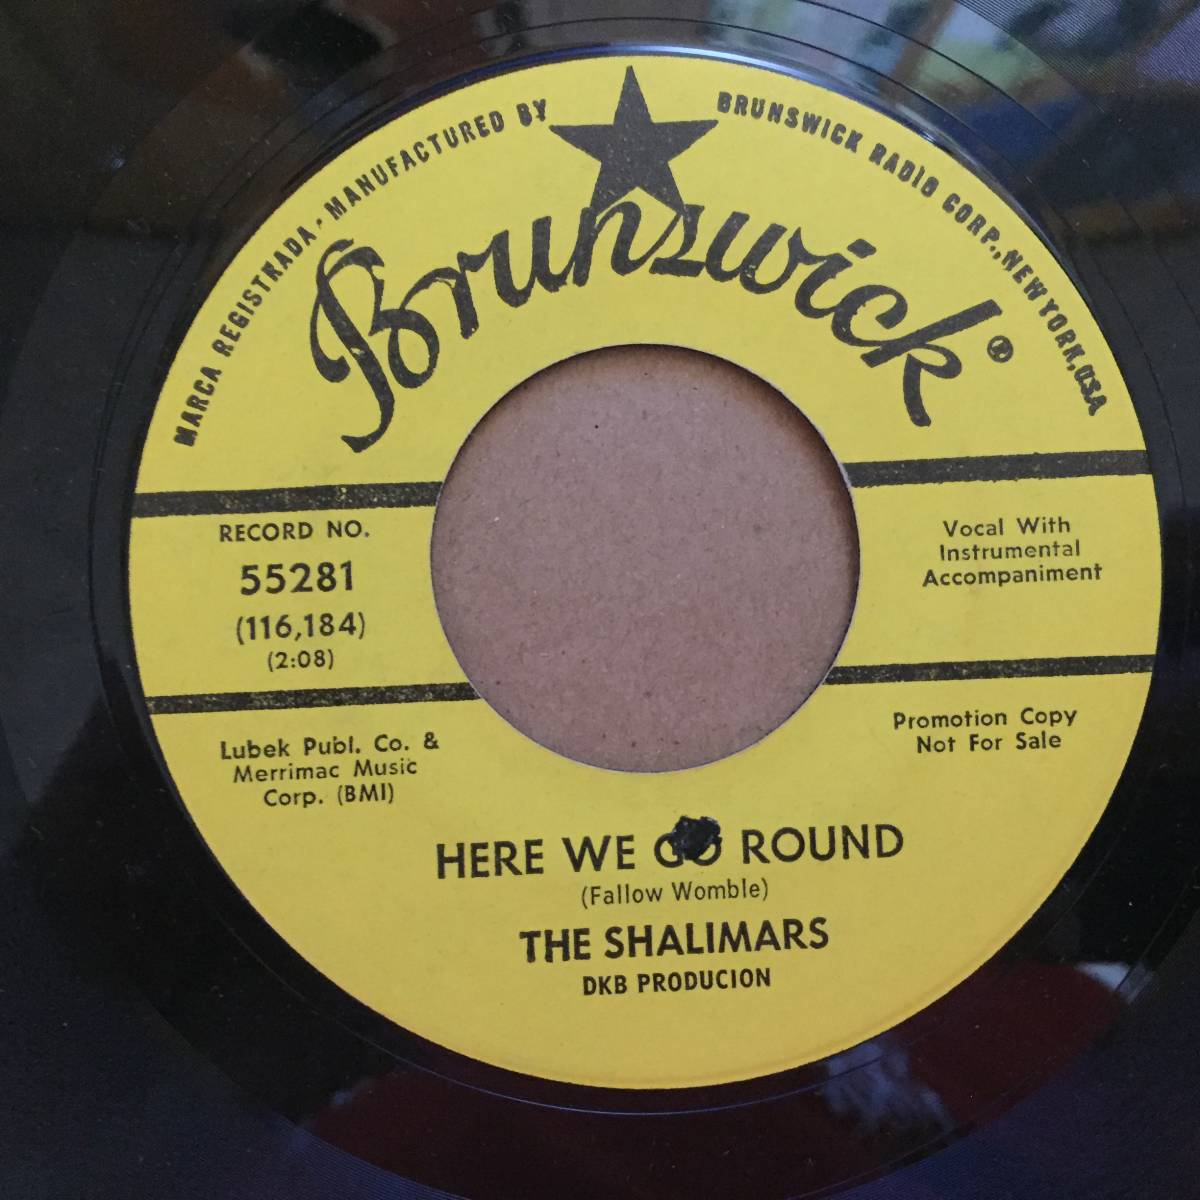 MARCA REGISTRADA · MANUFACTURED BY BRUNSWICK RADIO CORP., NEW YORK, USA
Brunswick®
RECORD NO.
55281
(116,184)
(2:08)
Vocal With
Instrumental
Accompaniment
Lubek Publ. Co. &
Merrimac Music
Corp. (BMI)
Promotion Copy
Not For Sale
HERE WE GO ROUND
(Fallow Womble)
THE SHALIMARS
DKB PRODUCION